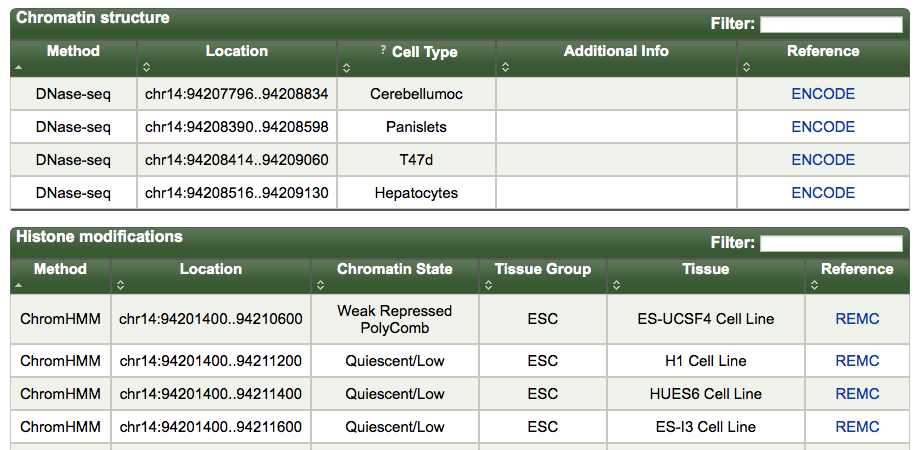 Chromatin structure
Filter:
Method Location ? Cell Type Additional Info Reference
DNase-seq chr14:94207796..94208834 Cerebellumoc ENCODE
DNase-seq chr14:94208390..94208598 Panislets ENCODE
DNase-seq chr14:94208414..94209060 T47d ENCODE
DNase-seq chr14:94208516..94209130 Hepatocytes ENCODE
Histone modifications
Filter:
Method Location Chromatin State Tissue Group Tissue Reference
ChromHMM chr14:94201400..94210600 Weak Repressed PolyComb ESC ES-UCSF4 Cell Line REMC
ChromHMM chr14:94201400..94211200 Quiescent/Low ESC H1 Cell Line REMC
ChromHMM chr14:94201400..94211400 Quiescent/Low ESC HUES6 Cell Line REMC
ChromHMM chr14:94201400..94211600 Quiescent/Low ESC ES-I3 Cell Line REMC